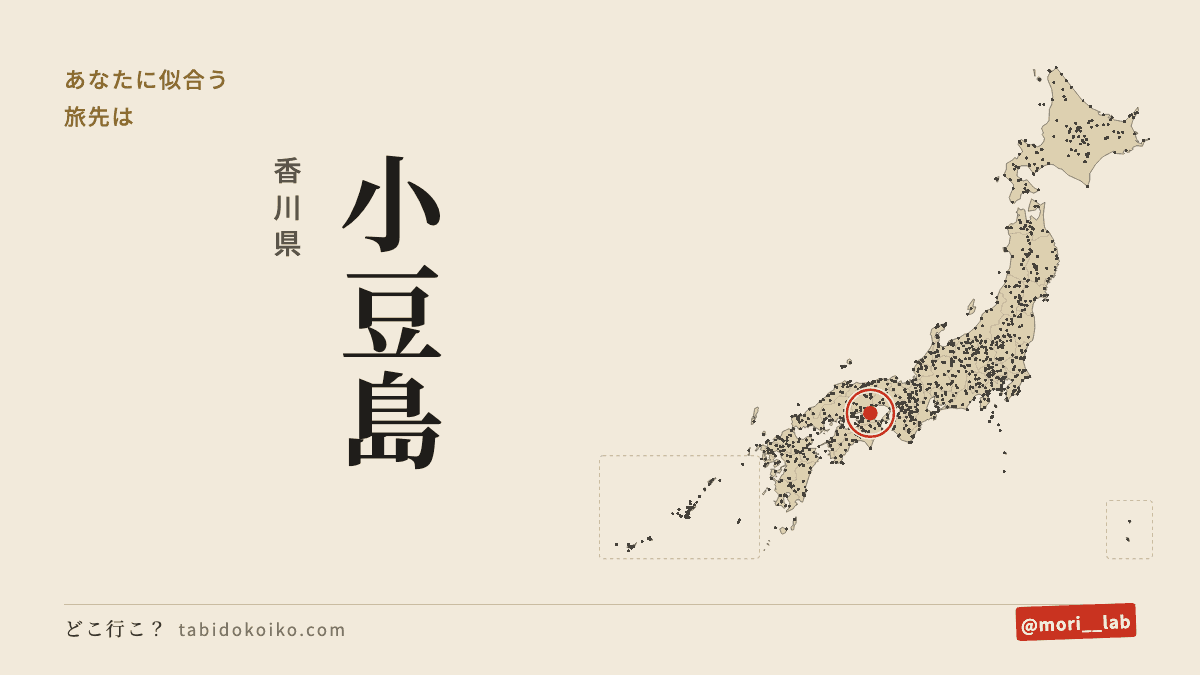 あなたに似合う
旅先は
小豆島
香川県
どこ行こ？ tabidokoiko.com
@mori__lab